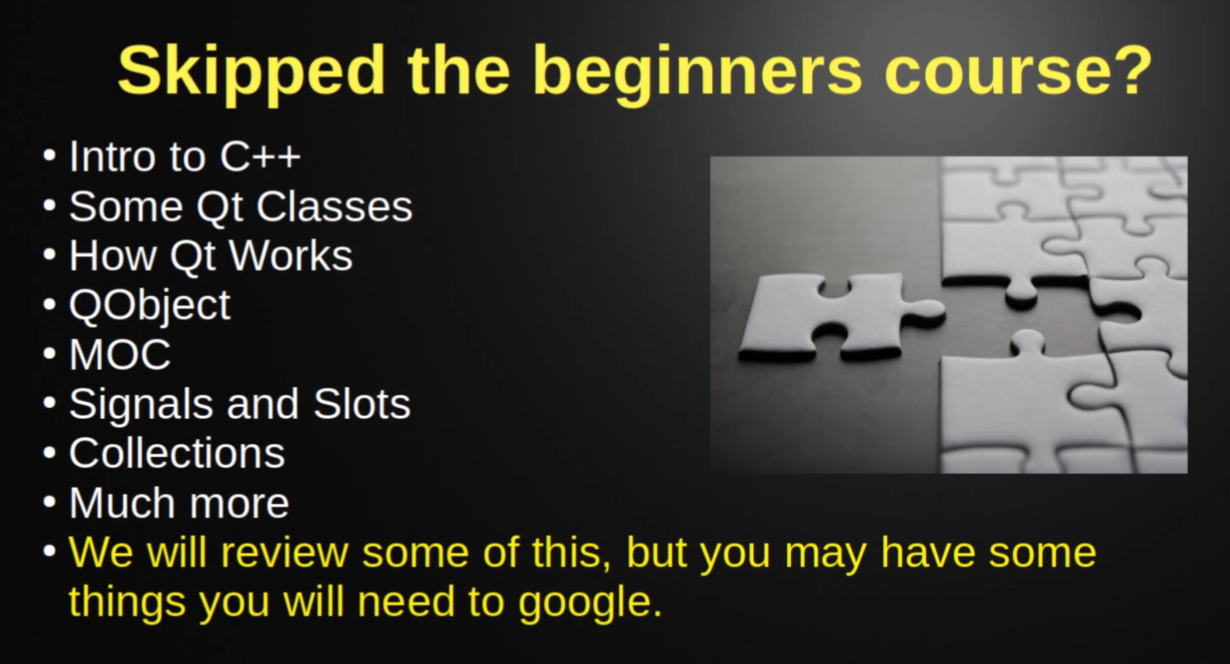 Skipped the beginners course?
• Intro to C++
• Some Qt Classes
• How Qt Works
• QObject
• MOC
• Signals and Slots
• Collections
• Much more
• We will review some of this, but you may have some
things you will need to google.